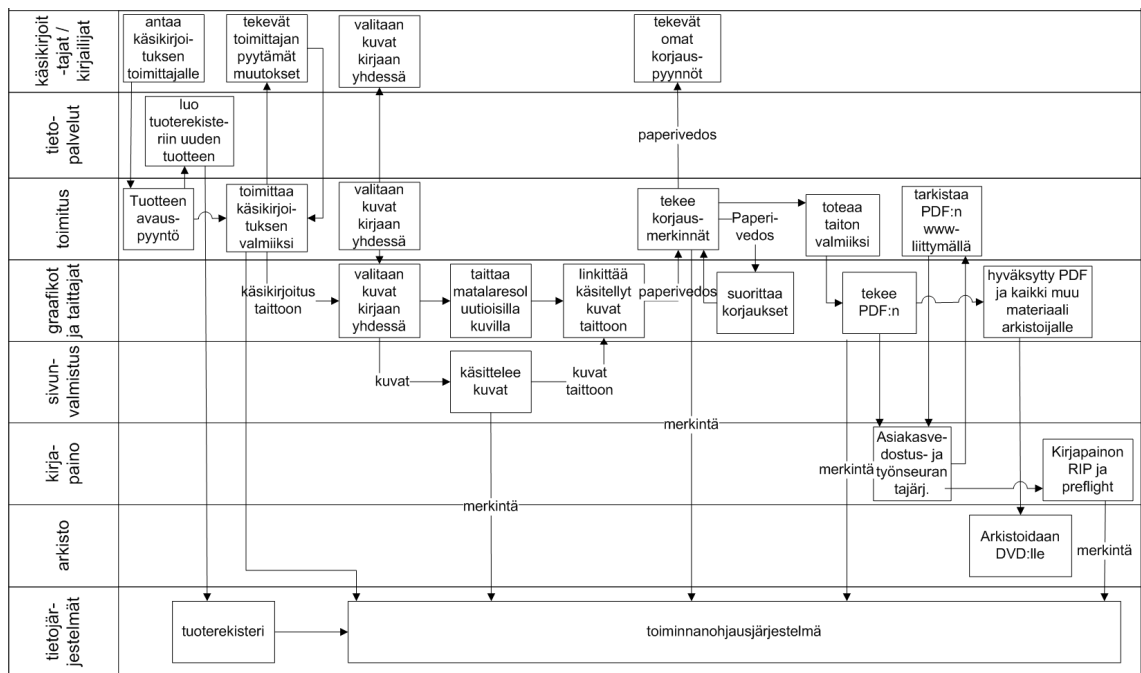 käsikirjoit
-tajat /
kirjailijat
antaa
käsikirjoi-
tuksen
toimittajalle
tekevät
toimittajan
pyytämät
muutokset
valitaan
kuvat
kirjaan
yhdessä
tekevät
omat
korjaus-
pyynnöt
tieto-
palvelut
luo
tuoterekiste-
riin uuden
tuotteen
paperivedos
toimitus
Tuotteen
avaus-
pyyntö
toimittaa
käsikirjoi-
tuksen
valmiiksi
valitaan
kuvat
kirjaan
yhdessä
tekee
korjaus-
merkinnät
Paperi-
vedos
toteaa
taiton
valmiiksi
tarkistaa
PDF:n
www-
liittymällä
grafikot
ja taittajat
käsikirjoitus
taittoon
valitaan
kuvat
kirjaan
yhdessä
taittaa
matalaresol
uutioisilla
kuvilla
linkittää
käsitellyt
kuvat
taittoon
paperivedos
suorittaa
korjaukset
tekee
PDF:n
hyväksytty PDF
ja kaikki muu
materiaali
arkistoijalle
sivun-
valmistus
kuvat
käsittelee
kuvat
kuvat
taittoon
kirja-
paino
merkintä
merkintä
Asiakasve-
dostus- ja
työnseuran
tajärj.
Kirjapainon
RIP ja
preflight
arkisto
merkintä
Arkistoidaan
DVD:lle
merkintä
tietojär-
jestelmät
tuoterekisteri
toiminnanohjausjärjestelmä